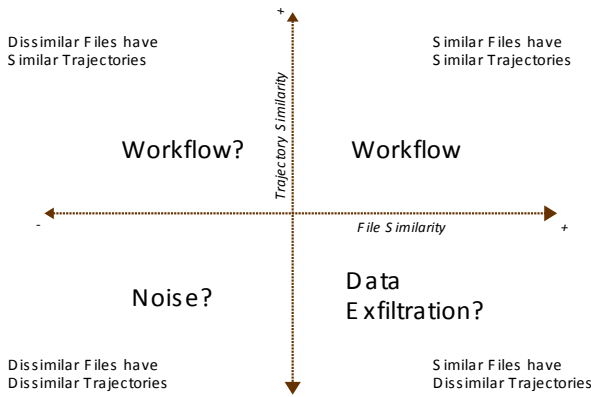 +
Dissimilar Files have
Similar Trajectories
Similar Files have
Similar Trajectories
Trajectory Similarity
Workflow?
Workflow
-
File Similarity
+
Noise?
Data
Exfiltration?
Dissimilar Files have
Dissimilar Trajectories
Similar Files have
Dissimilar Trajectories